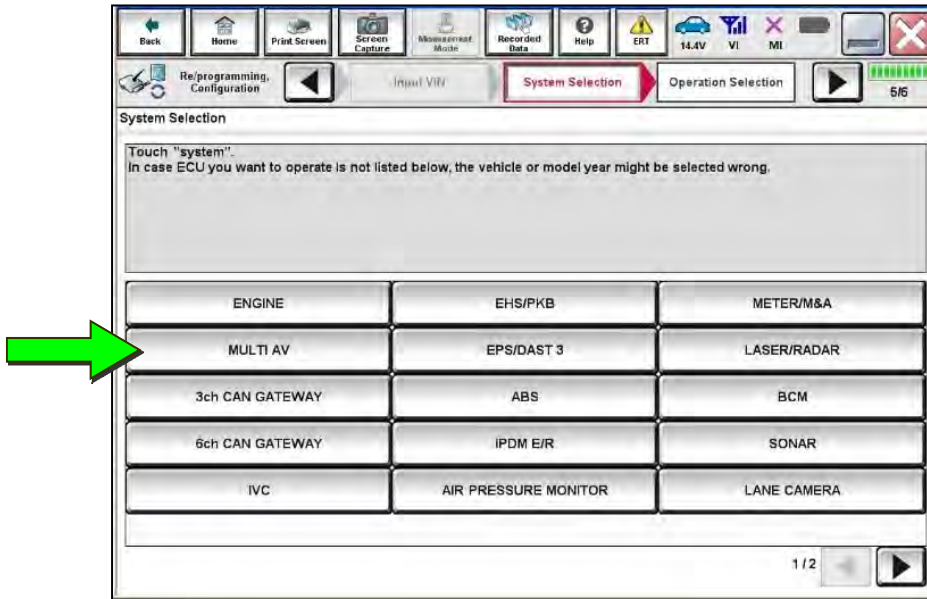 Back
Home
Print Screen
Screen Capture
Measurement Mode
Recorded Data
Help
ERT
14.4V
VI
MI
Re/programming, Configuration
Input VIN
System Selection
Operation Selection
5/6
System Selection
Touch "system".
In case ECU you want to operate is not listed below, the vehicle or model year might be selected wrong.
ENGINE
EHS/PKB
METER/M&A
MULTI AV
EPS/DAST 3
LASER/RADAR
3ch CAN GATEWAY
ABS
BCM
6ch CAN GATEWAY
IPDM E/R
SONAR
IVC
AIR PRESSURE MONITOR
LANE CAMERA
1/2